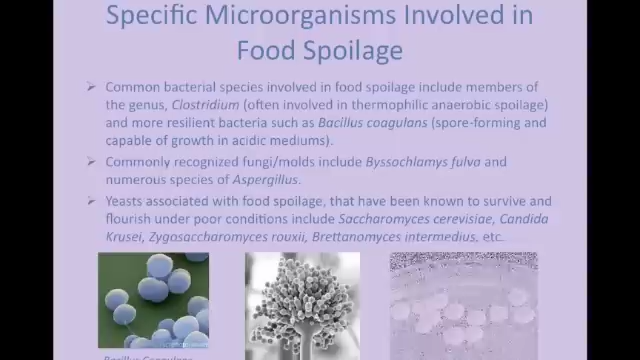 Specific Microorganisms Involved in
Food Spoilage
➤ Common bacterial species involved in food spoilage include members of
the genus, Clostridium (often involved in thermophilic anaerobic spoilage)
and more resilient bacteria such as Bacillus coagulans (spore-forming and
capable of growth in acidic mediums).
➤ Commonly recognized fungi/molds include Byssochlamys fulva and
numerous species of Aspergillus.
➤ Yeasts associated with food spoilage, that have been known to survive and
flourish under poor conditions include Saccharomyces cerevisiae, Candida
Krusei, Zygosaccharomyces rouxii, Brettanomyces intermedius, etc.
Bacillus Coagulans